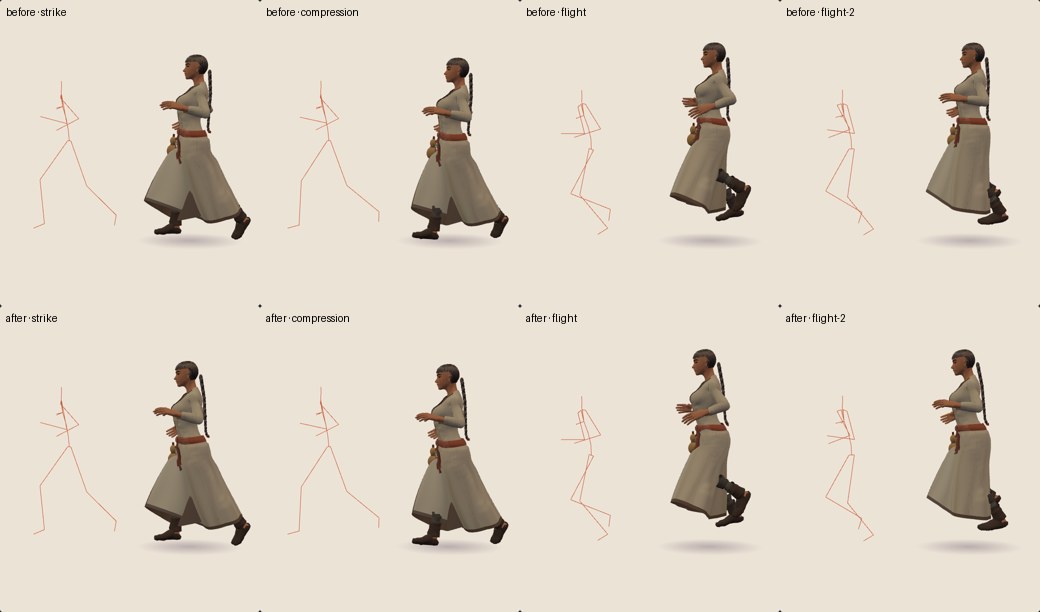 before·strike
before·compression
before·flight
before·flight-2
after·strike
after·compression
after·flight
after·flight-2